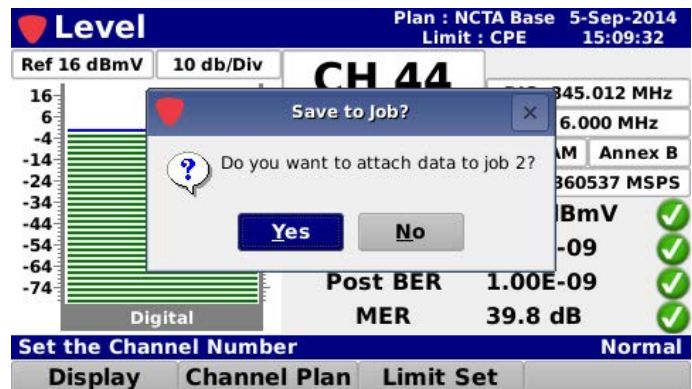 Level
Plan : NCTA Base 5-Sep-2014
Limit : CPE 15:09:32
Ref 16 dBmV 10 db/Div
CH 44
845.012 MHz
6.000 MHz
Annex B
360537 MSPS
16
6
-4
-14
-24
-34
-44
-54
-64
-74
Digital
Save to Job?
Do you want to attach data to job 2?
Yes No
-09
Post BER 1.00E-09
MER 39.8 dB
Set the Channel Number Normal
Display Channel Plan Limit Set